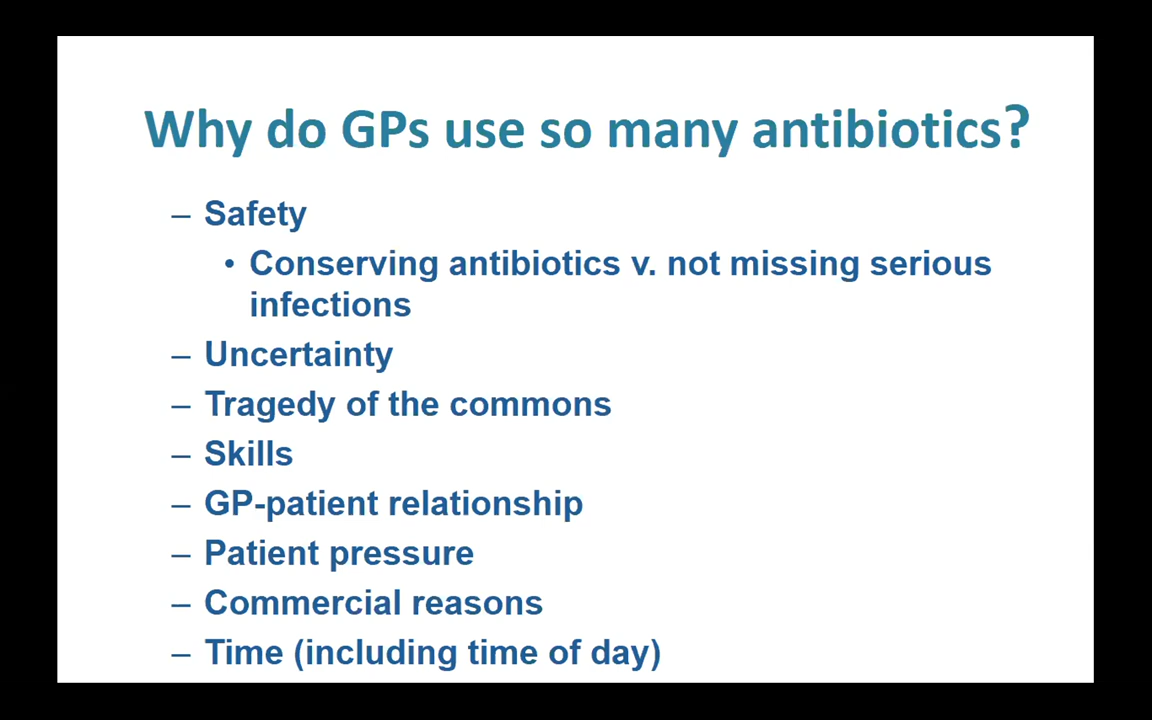 Why do GPs use so many antibiotics?
– Safety
• Conserving antibiotics v. not missing serious
infections
– Uncertainty
– Tragedy of the commons
– Skills
– GP-patient relationship
– Patient pressure
– Commercial reasons
– Time (including time of day)